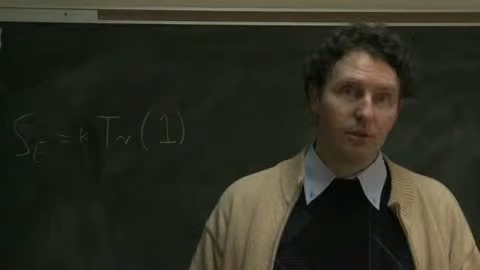 S_E = k Tr (1)